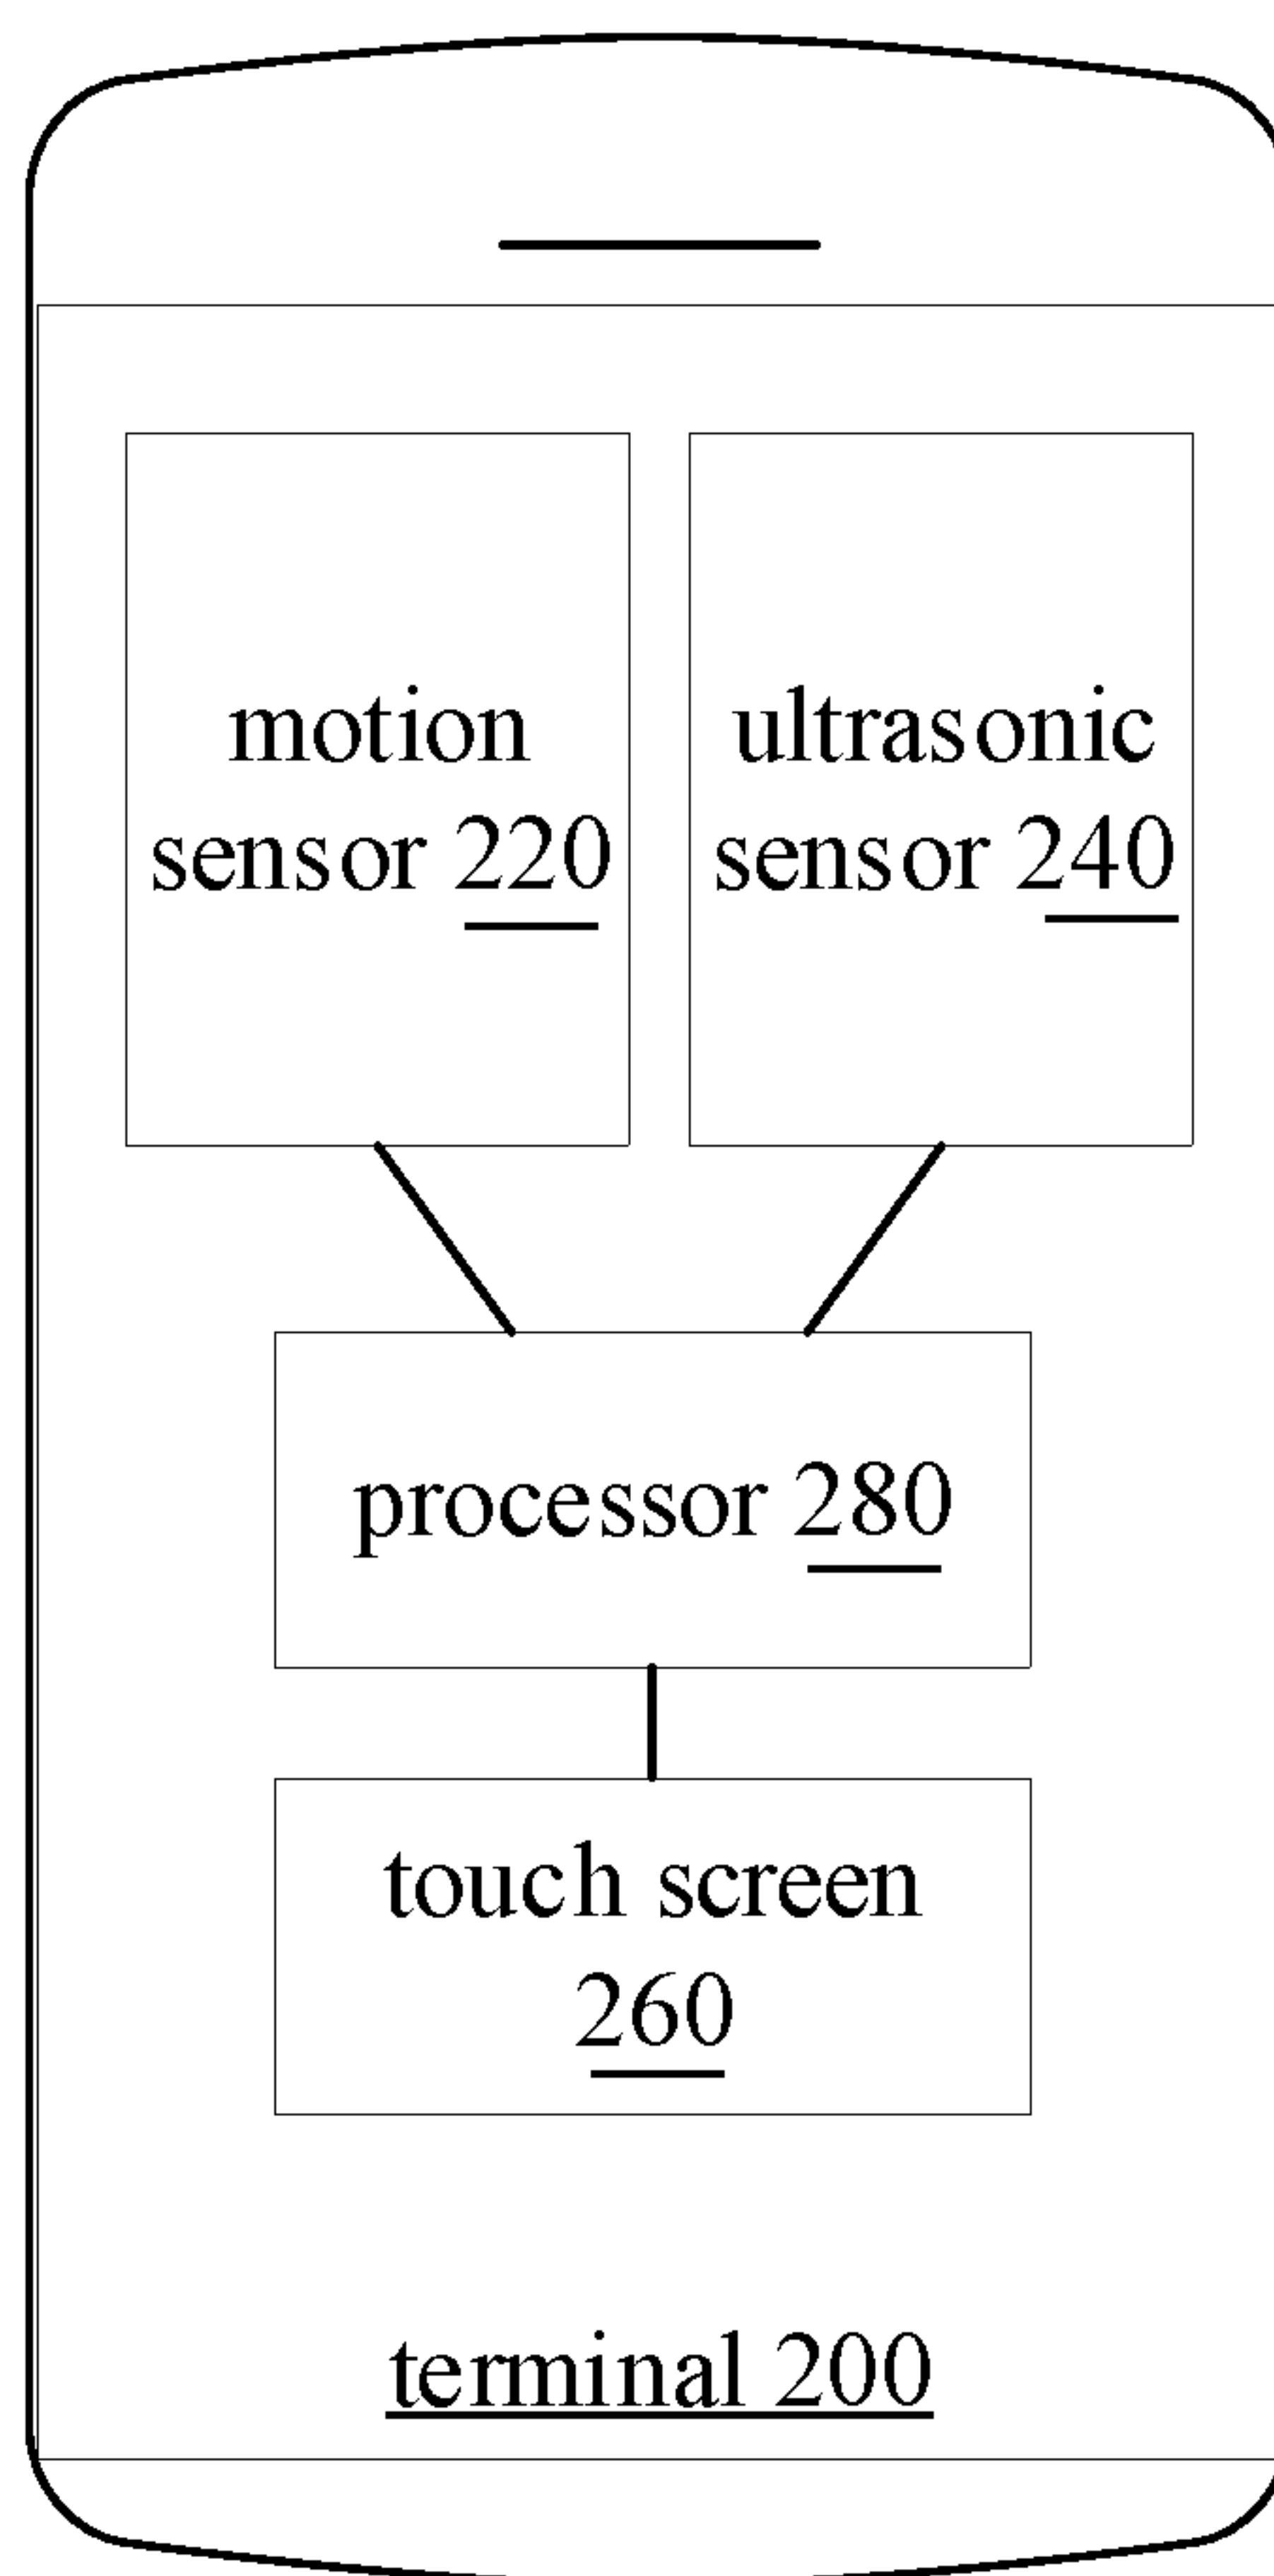 motion
sensor 220
ultrasonic
sensor 240
processor 280
touch screen
260
terminal 200